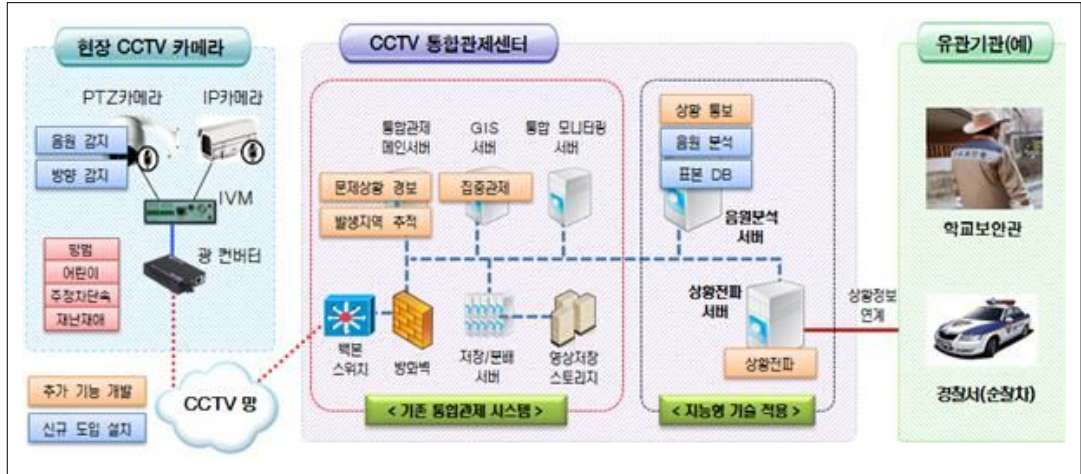 현장 CCTV 카메라
PTZ카메라
IP카메라
음원 감지
방향 감지
IVM
광 컨버터
방범
어린이
주정차단속
재난재해
추가 기능 개발
신규 도입 설치
CCTV 망
CCTV 통합관제센터
통합관제
메인서버
GIS
서버
통합 모니터링
서버
문제상황 경보
발생지역 추적
집중관제
백본
스위치
방화벽
저장/분배
서버
영상저장
스토리지
< 기존 통합관제 시스템 >
상황 통보
음원 분석
표본 DB
음원분석
서버
상황전파
서버
상황전파
< 지능형 기술 적용 >
상황정보
연계
유관기관(예)
학교보안관
경찰서(순찰차)